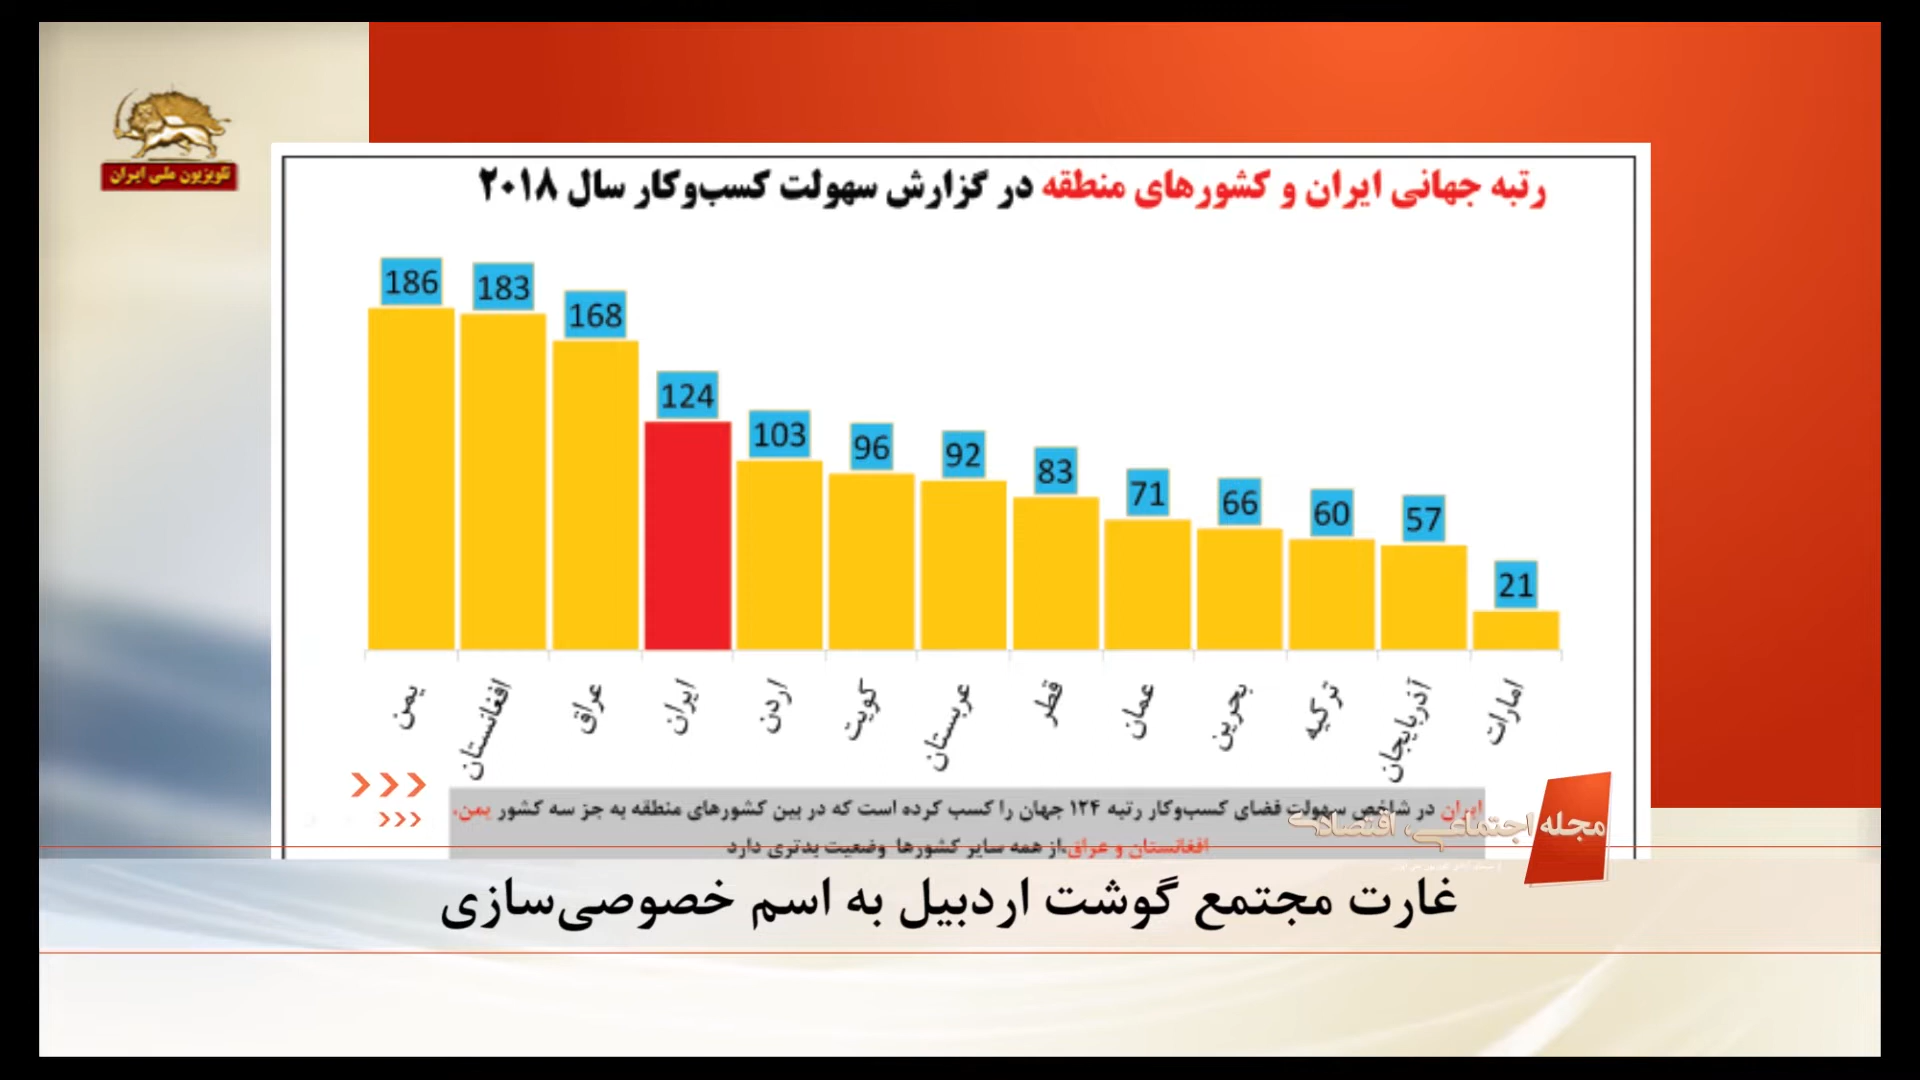 تلویزیون ملی ایران
رتبه جهانی ایران و کشورهای منطقه در گزارش سهولت کسب‌وکار سال ۲۰۱۸
186
183
168
124
103
96
92
83
71
66
60
57
21
یمن
افغانستان
عراق
ایران
اردن
کویت
عربستان
قطر
عمان
بحرین
ترکیه
آذربایجان
امارات
ایران در شاخص سهولت فضای کسب‌وکار رتبه ۱۲۴ جهان را کسب کرده است که در بین کشورهای منطقه به جز سه کشور یمن،
افغانستان و عراق،از همه سایر کشورها وضعیت بدتری دارد
مجله اجتماعی، اقتصادی
غارت مجتمع گوشت اردبیل به اسم خصوصی‌سازی